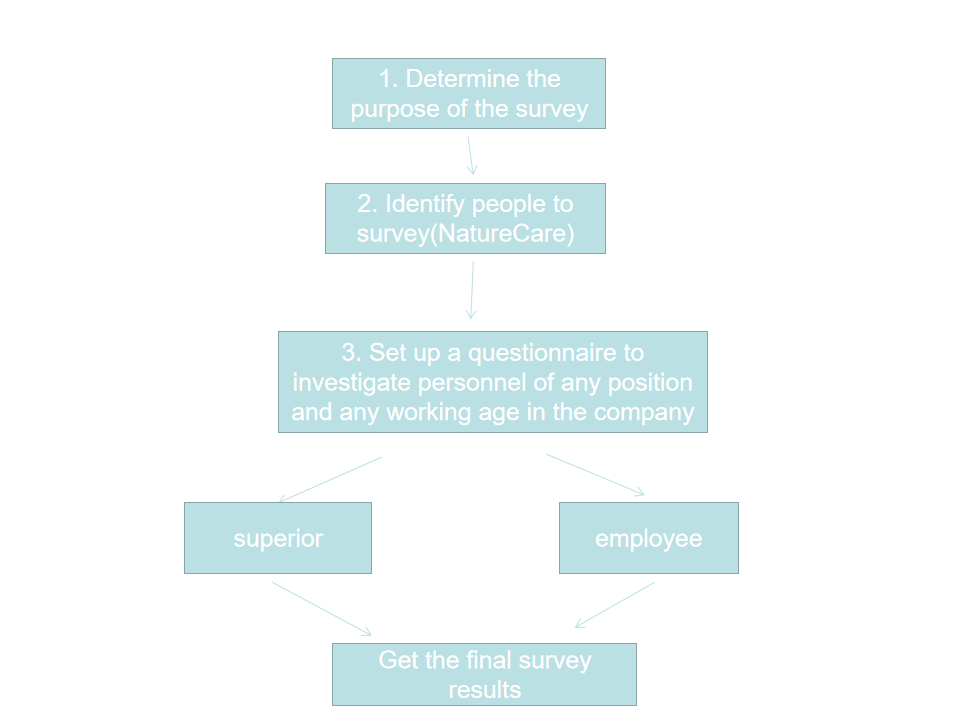 1. Determine the
purpose of the survey
2. Identify people to
survey(NatureCare)
3. Set up a questionnaire to
investigate personnel of any position
and any working age in the company
superior
employee
Get the final survey
results